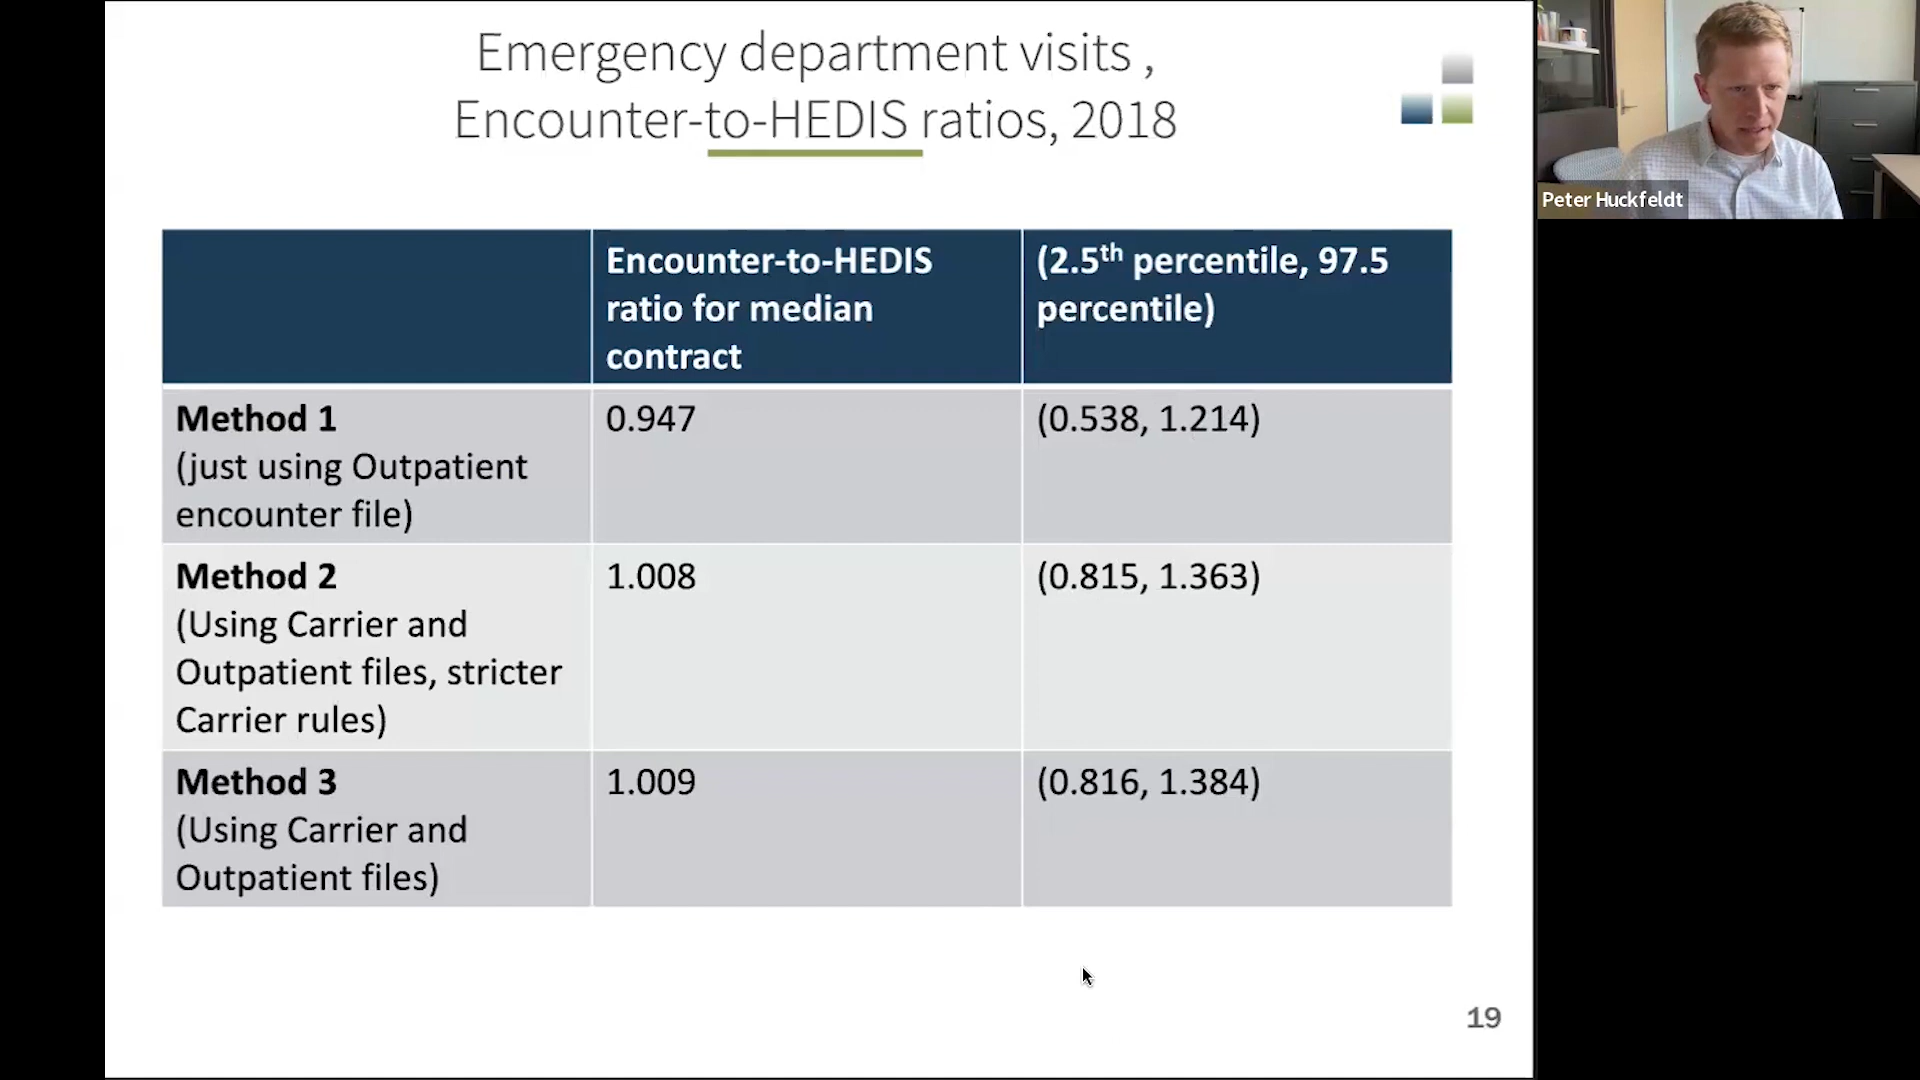 Emergency department visits ,
Encounter-to-HEDIS ratios, 2018
Peter Huckfeldt
Encounter-to-HEDIS
ratio for median
contract
(2.5th percentile, 97.5
percentile)
Method 1
(just using Outpatient
encounter file)
0.947
(0.538, 1.214)
Method 2
(Using Carrier and
Outpatient files, stricter
Carrier rules)
1.008
(0.815, 1.363)
Method 3
(Using Carrier and
Outpatient files)
1.009
(0.816, 1.384)
19